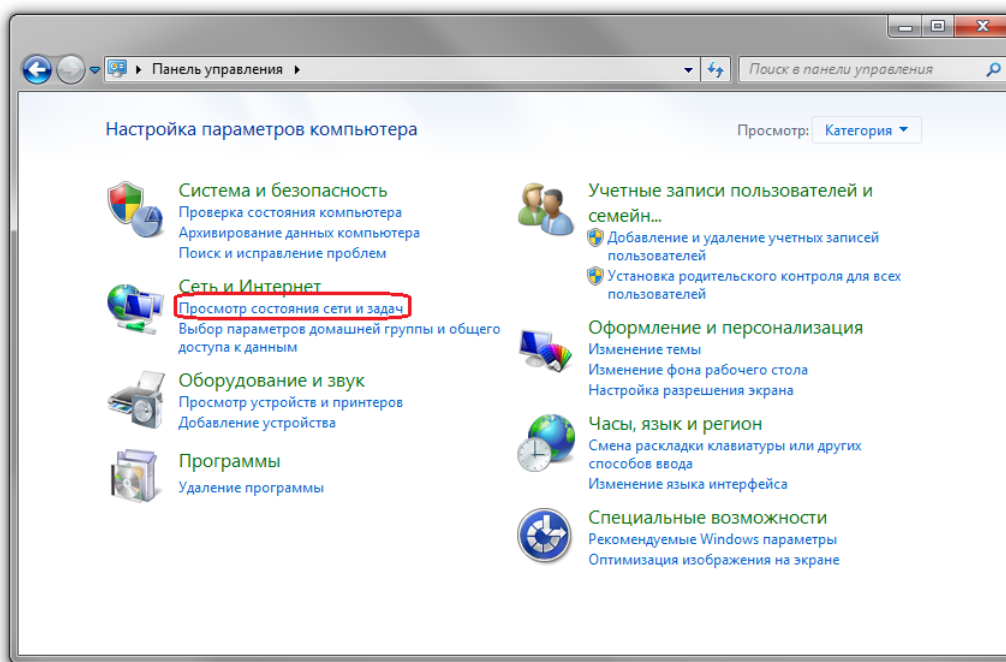 Панель управления
Поиск в панели управления
Настройка параметров компьютера
Просмотр: Категория
Система и безопасность
Проверка состояния компьютера
Архивирование данных компьютера
Поиск и исправление проблем
Сеть и Интернет
Просмотр состояния сети и задач
Выбор параметров домашней группы и общего
доступа к данным
Оборудование и звук
Просмотр устройств и принтеров
Добавление устройства
Программы
Удаление программы
Учетные записи пользователей и
семейн...
Добавление и удаление учетных записей
пользователей
Установка родительского контроля для всех
пользователей
Оформление и персонализация
Изменение темы
Изменение фона рабочего стола
Настройка разрешения экрана
Часы, язык и регион
Смена раскладки клавиатуры или других
способов ввода
Изменение языка интерфейса
Специальные возможности
Рекомендуемые Windows параметры
Оптимизация изображения на экране